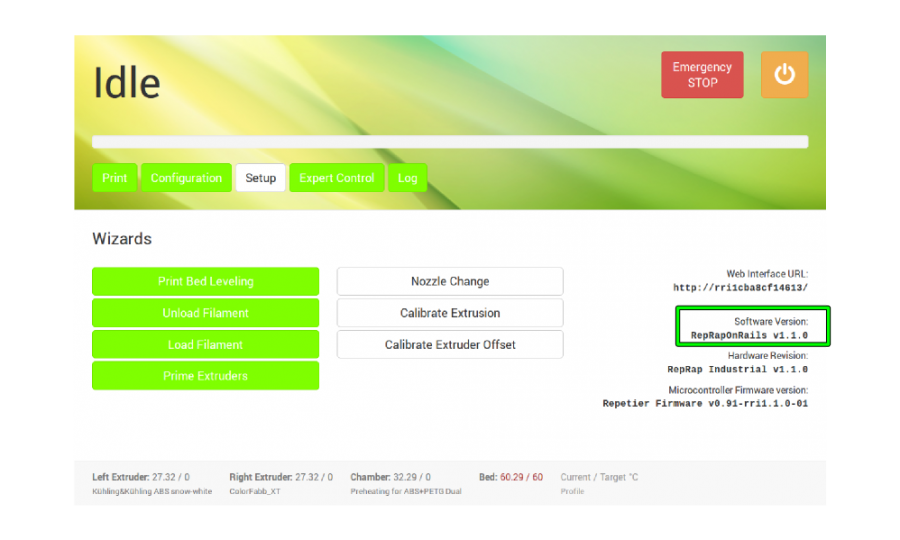 Idle
Emergency
STOP
Print Configuration Setup Expert Control Log
Wizards
Print Bed Leveling
Unload Filament
Load Filament
Prime Extruders
Nozzle Change
Calibrate Extrusion
Calibrate Extruder Offset
Web Interface URL:
http://rri1cba8cf14613/
Software Version:
RepRapOnRails v1.1.0
Hardware Revision:
RepRap Industrial v1.1.0
Microcontroller Firmware version:
Repetier Firmware v0.91-rri1.1.0-01
Left Extruder: 27.32 / 0 Right Extruder: 27.32 / 0 Chamber: 32.29 / 0 Bed: 60.29 / 60 Current / Target °C
Kühling&Kühling ABS snow-white ColorFabb_XT Preheating for ABS+PETG Dual Profile